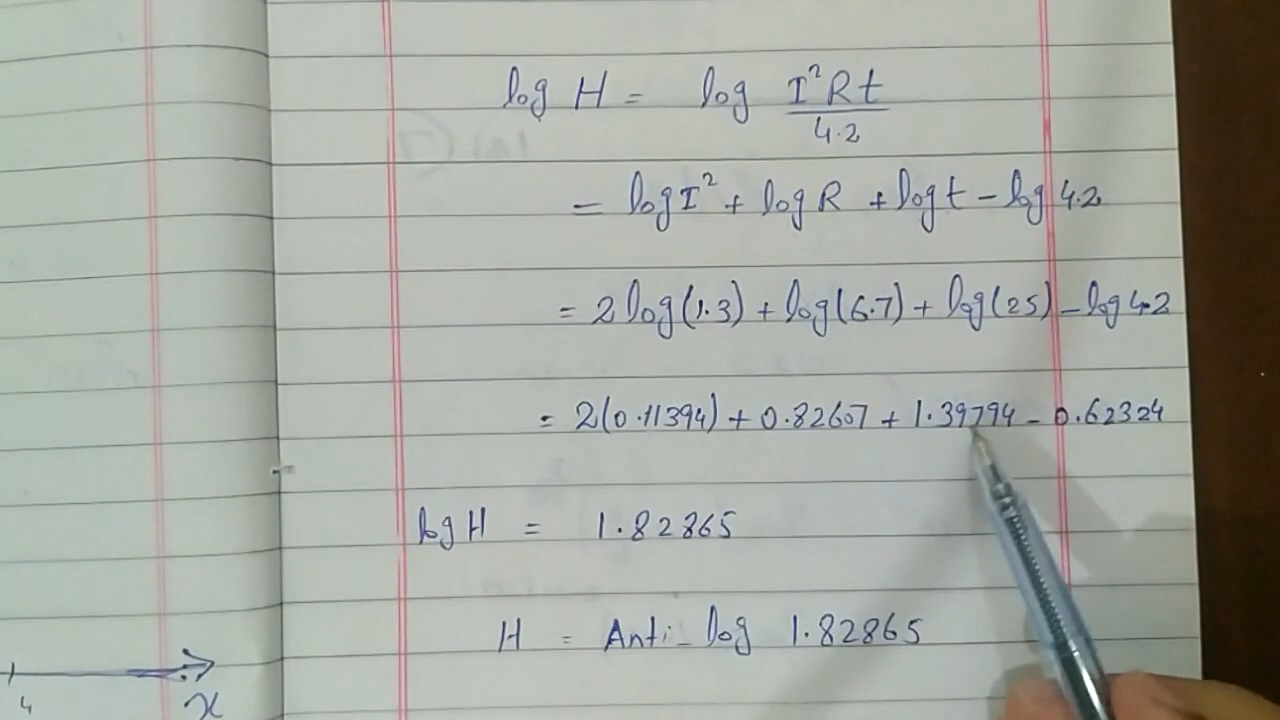 log H = log I²Rt/4.2
= log I² + log R + log t - log 4.2
= 2 log(1.3) + log(6.7) + log(25) - log 4.2
= 2(0.11394) + 0.82607 + 1.39794 - 0.62324
log H = 1.82865
H = Anti-log 1.82865
4
x